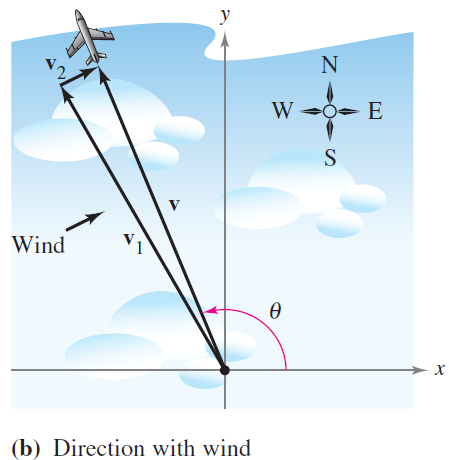 y
v₂
N
W E
S
v
Wind v₁
θ
x
(b) Direction with wind